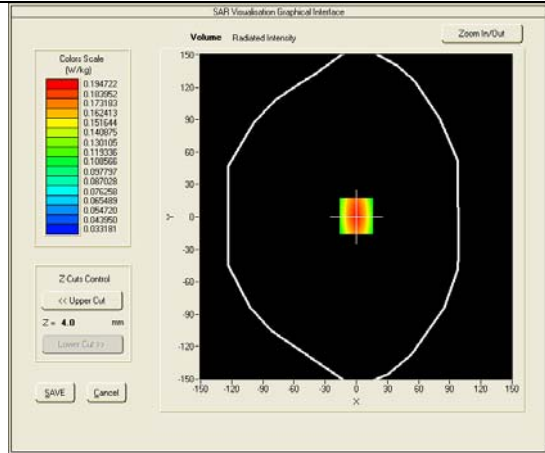 SAR Visualisation Graphical Interface
Volume Radiated Intensity
Zoom In/Out
Colors Scale
(W/kg)
0.194722
0.183952
0.173183
0.162413
0.151644
0.140875
0.130105
0.119336
0.108566
0.097797
0.087028
0.076258
0.065489
0.054720
0.043950
0.033181
Z-Cuts Control
<< Upper Cut
Z = 4.0 mm
Lower Cut >>
SAVE
Cancel
150
120
90
60
30
0
-30
-60
-90
-120
-150
Y
-150 -120 -90 -60 -30 0 30 60 90 120 150
X